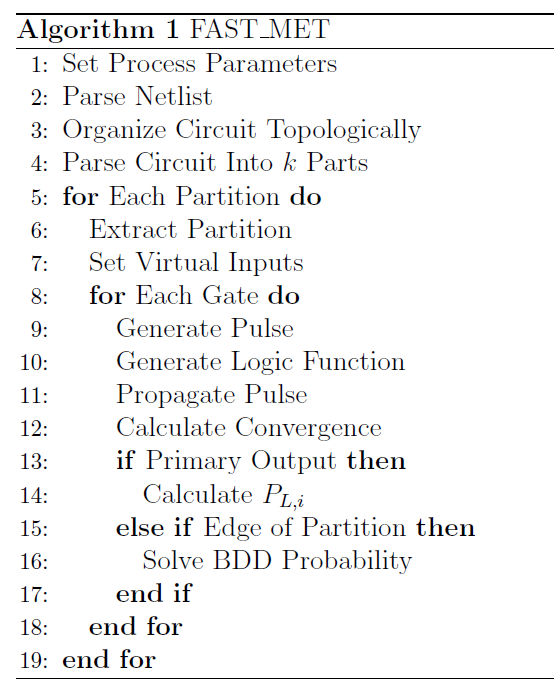 Algorithm 1 FAST_MET
1: Set Process Parameters
2: Parse Netlist
3: Organize Circuit Topologically
4: Parse Circuit Into k Parts
5: for Each Partition do
6: Extract Partition
7: Set Virtual Inputs
8: for Each Gate do
9: Generate Pulse
10: Generate Logic Function
11: Propagate Pulse
12: Calculate Convergence
13: if Primary Output then
14: Calculate P_{L,i}
15: else if Edge of Partition then
16: Solve BDD Probability
17: end if
18: end for
19: end for